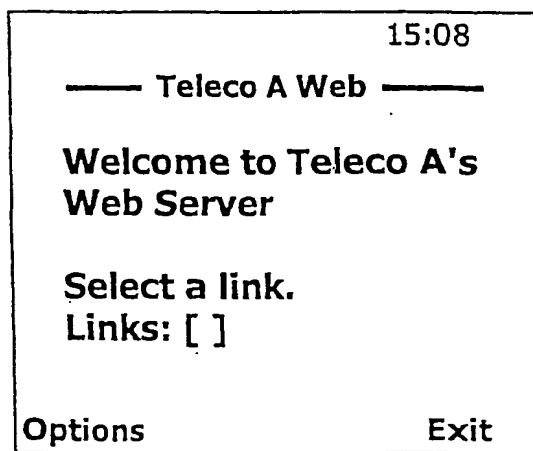 15:08
Teleco A Web
Welcome to Teleco A's
Web Server
Select a link.
Links: [ ]
Options Exit